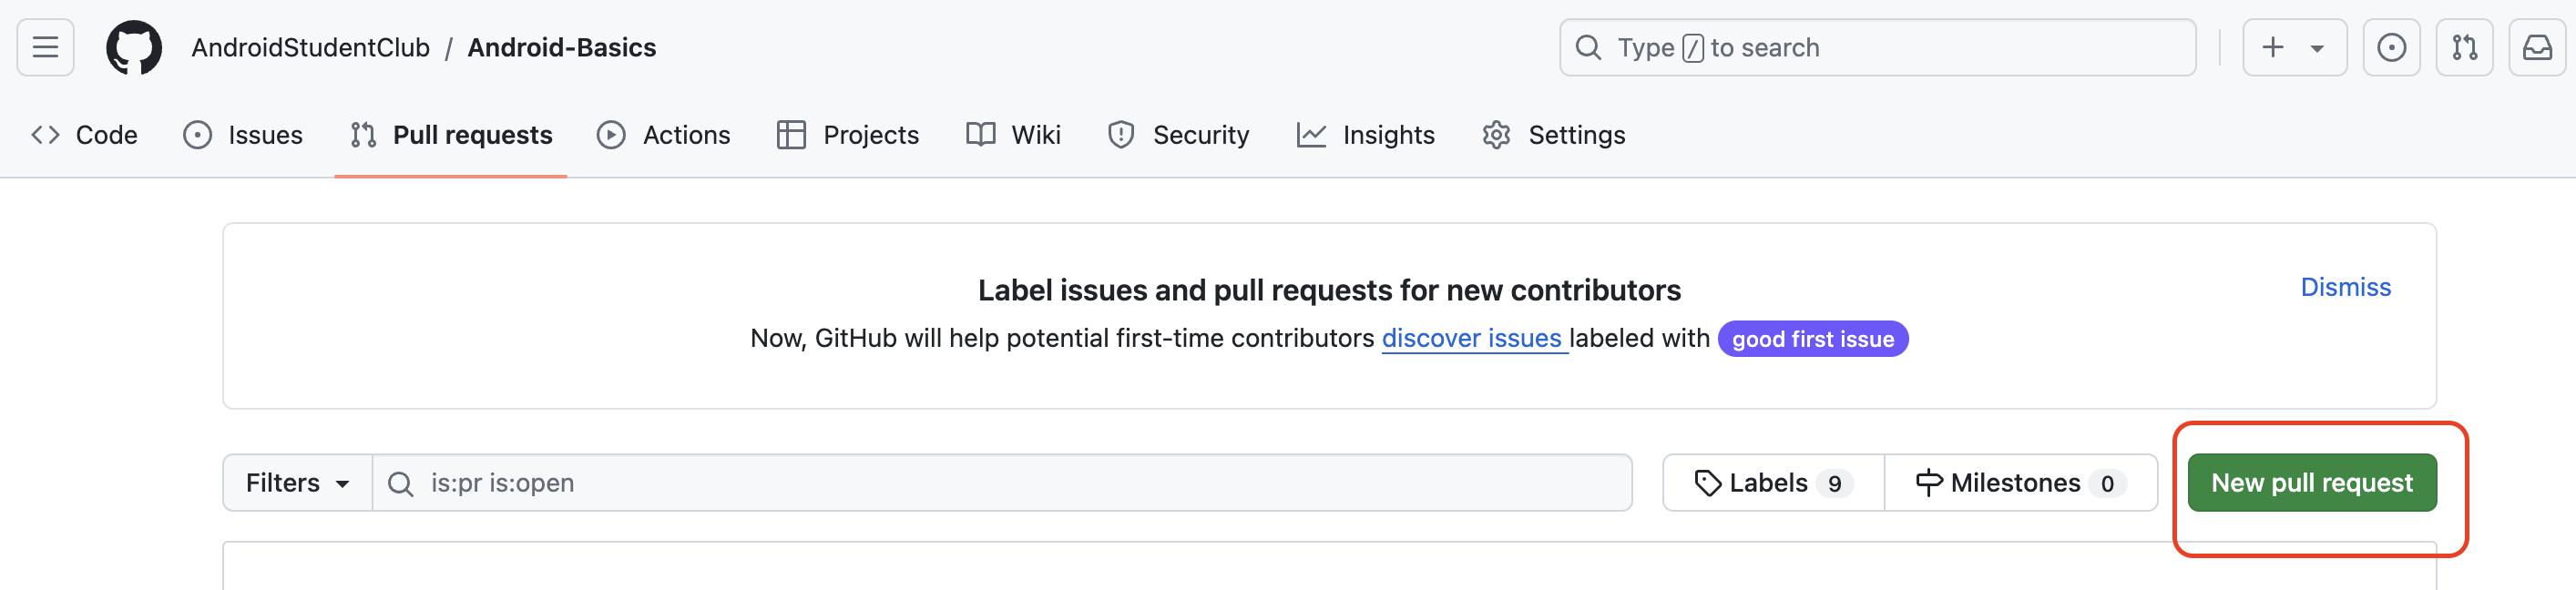 AndroidStudentClub / Android-Basics
Type / to search
Code Issues Pull requests Actions Projects Wiki Security Insights Settings
Label issues and pull requests for new contributors
Dismiss
Now, GitHub will help potential first-time contributors discover issues labeled with good first issue
Filters is:pr is:open Labels 9 Milestones 0 New pull request